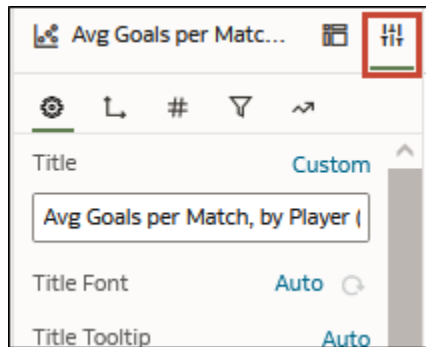 Avg Goals per Matc...
#
Title Custom
Avg Goals per Match, by Player (
Title Font Auto
Title Tooltip Auto